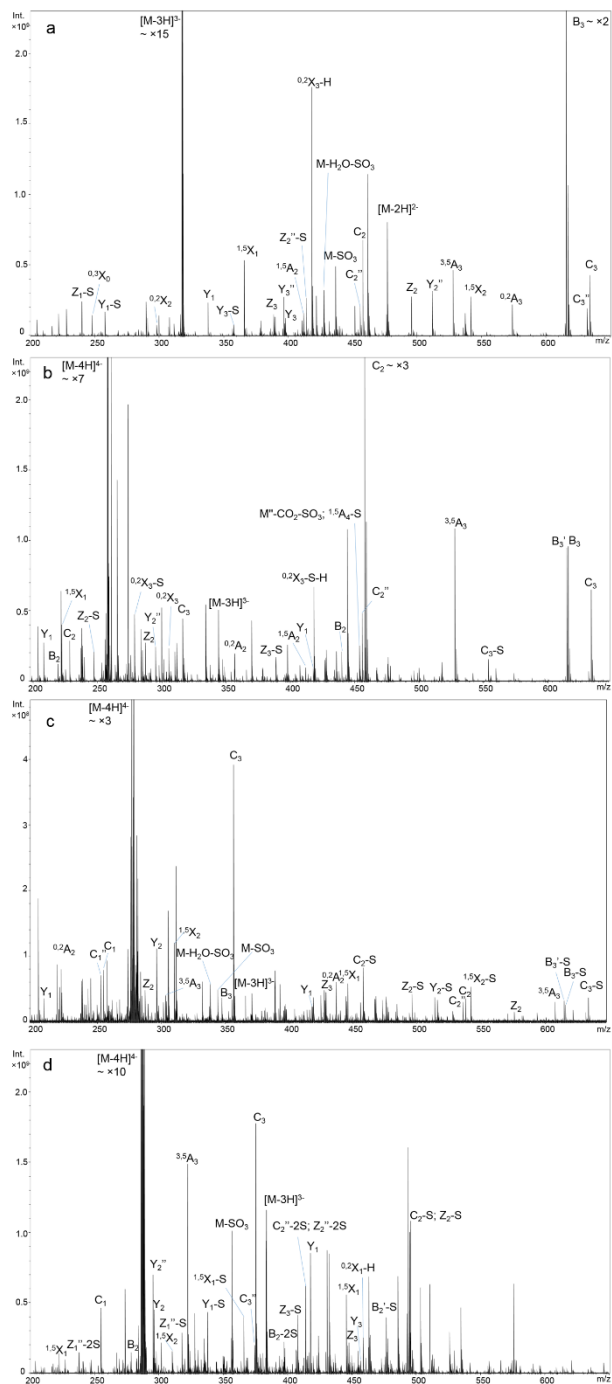 Int.
×10⁹
a
[M-3H]³⁻
~ ×15
B₃ ~ ×2
2.0
⁰,²X₃-H
1.5
M-H₂O-SO₃
[M-2H]²⁻
1.0
Z₂''-S
C₂
M-SO₃
¹,⁵X₁
¹,⁵A₂
C₂''
³,⁵A₃
C₃
0.5
⁰,³X₀
Y₃''
Z₂
Y₂''
¹,⁵X₂
Z₁-S
Y₁-S
⁰,²X₂
Y₁
Y₃-S
Z₃
Y₃
⁰,²A₃
C₃''
0
200 250 300 350 400 450 500 550 600 m/z
Int.
×10⁹
b
[M-4H]⁴⁻
~ ×7
C₂ ~ ×3
2.0
1.5
M''-CO₂-SO₃; ¹,⁵A₄-S
³,⁵A₃
1.0
B₃' B₃
⁰,²X₃-S
⁰,²X₃-S-H
¹,⁵X₁
⁰,²X₃
C₂''
C₃
0.5
Z₂-S
Y₂''
C₃
[M-3H]³⁻
Y₁
C₂
Z₂
⁰,²A₂
¹,⁵A₂
Y₁
B₂
B₂
Z₃-S
C₃-S
0
200 250 300 350 400 450 500 550 600 m/z
Int.
×10⁸
c
[M-4H]⁴⁻
~ ×3
4
C₃
3
2
¹,⁵X₂
⁰,²A₂
C₁''
C₁
Y₂
M-H₂O-SO₃
M-SO₃
C₂-S
1
Y₁
Z₂
³,⁵A₃
B₃
[M-3H]³⁻
Y₁
Z₃
⁰,²A₂
¹,⁵X₁
Z₂-S
Y₂-S
C₂''
C₂
¹,⁵X₂-S
Z₂
³,⁵A₃
B₃'-S
B₃-S
C₃-S
0
200 250 300 350 400 450 500 550 600 m/z
Int.
×10⁹
d
[M-4H]⁴⁻
~ ×10
2.0
C₃
³,⁵A₃
1.5
[M-3H]³⁻
M-SO₃
C₂''-2S; Z₂''-2S
C₂-S; Z₂-S
1.0
Y₂''
¹,⁵X₁-S
Y₁
⁰,²X₁-H
C₁
Y₂
C₃''
¹,⁵X₁
0.5
Z₁''-S
Y₁-S
Z₃-S
B₂'-S
¹,⁵X₁
Z₁''-2S
B₂
¹,⁵X₂
B₂-2S
Y₃
Z₃
0
200 250 300 350 400 450 500 550 600 m/z